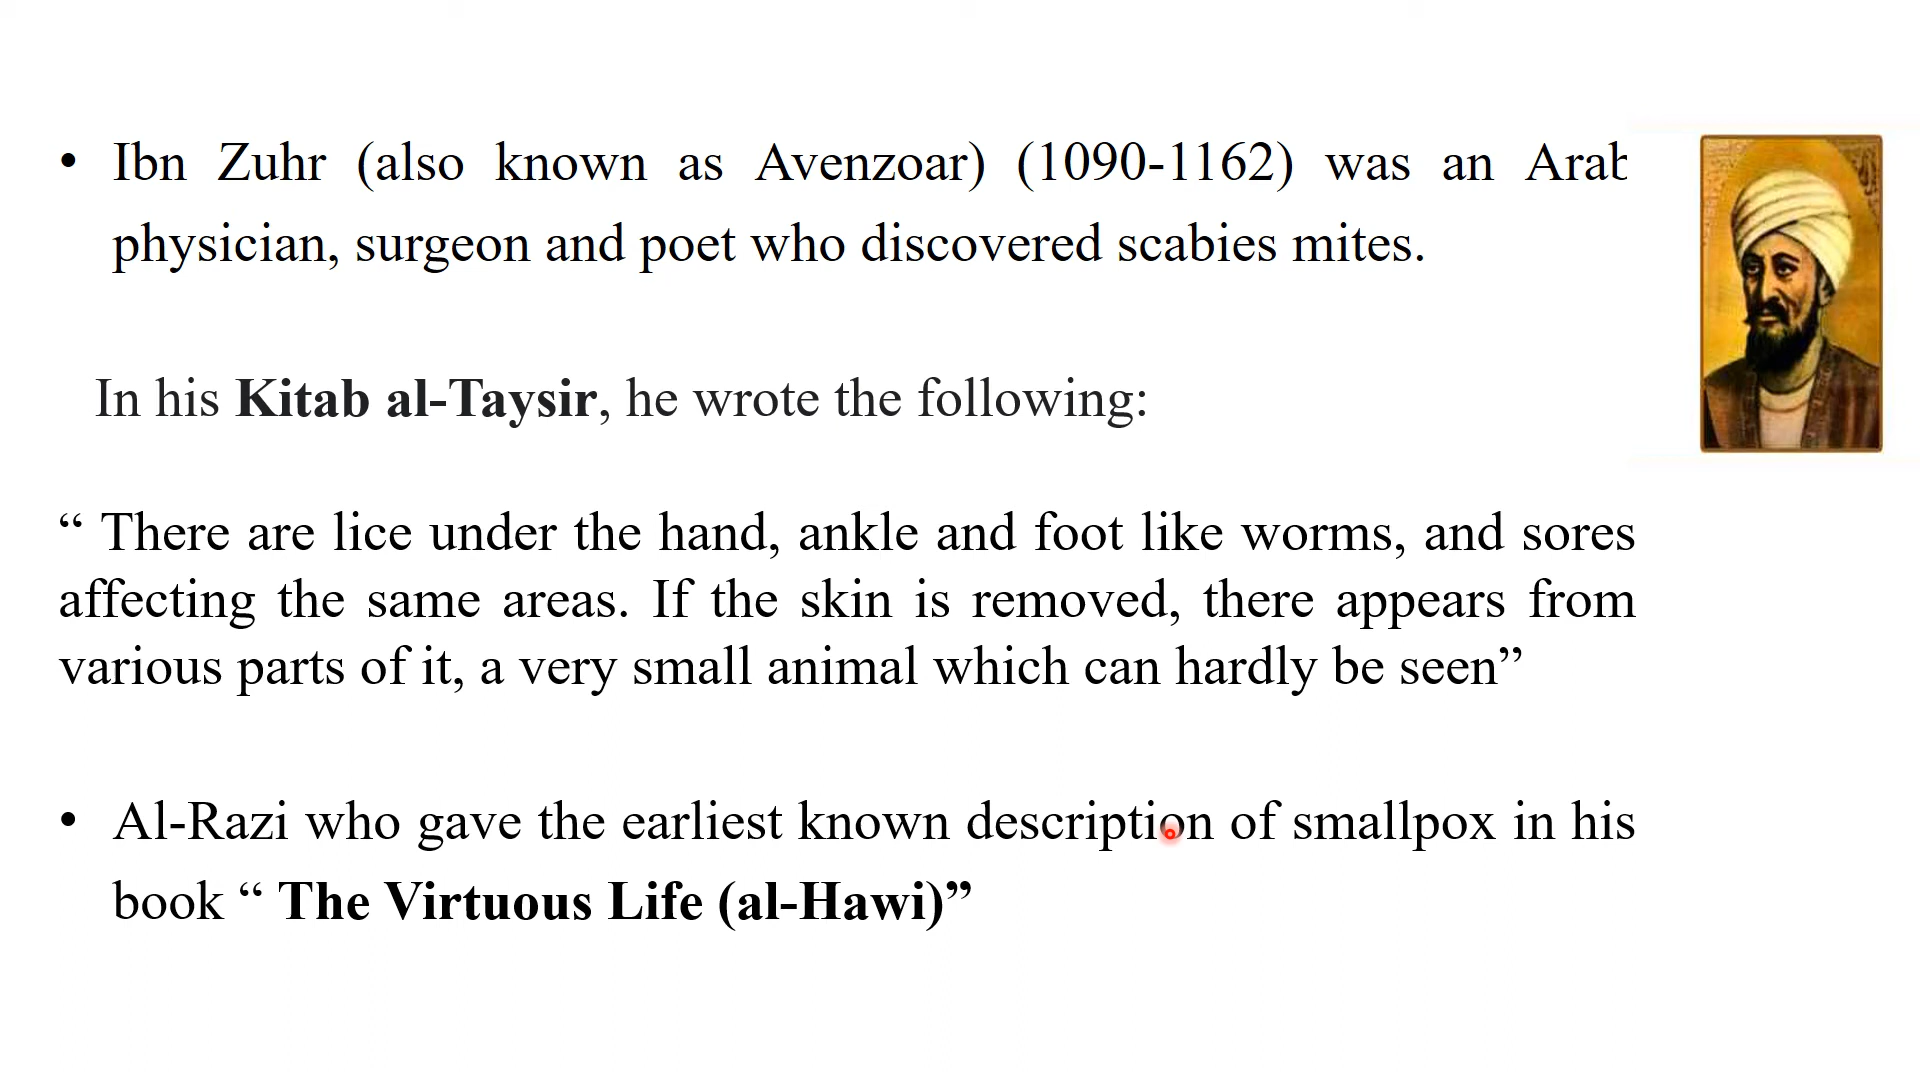 • Ibn Zuhr (also known as Avenzoar) (1090-1162) was an Arab
physician, surgeon and poet who discovered scabies mites.
In his Kitab al-Taysir, he wrote the following:
“ There are lice under the hand, ankle and foot like worms, and sores
affecting the same areas. If the skin is removed, there appears from
various parts of it, a very small animal which can hardly be seen”
• Al-Razi who gave the earliest known description of smallpox in his
book “ The Virtuous Life (al-Hawi)”